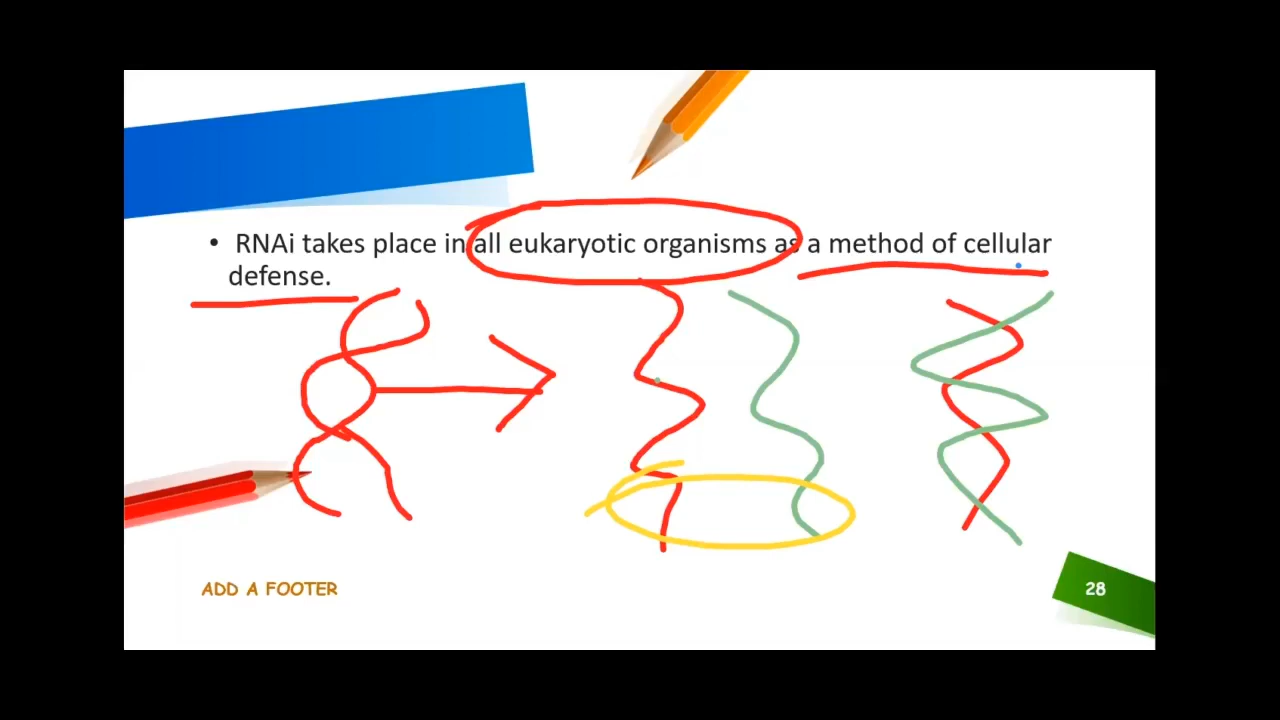 • RNAi takes place in all eukaryotic organisms as a method of cellular
defense.
ADD A FOOTER
28